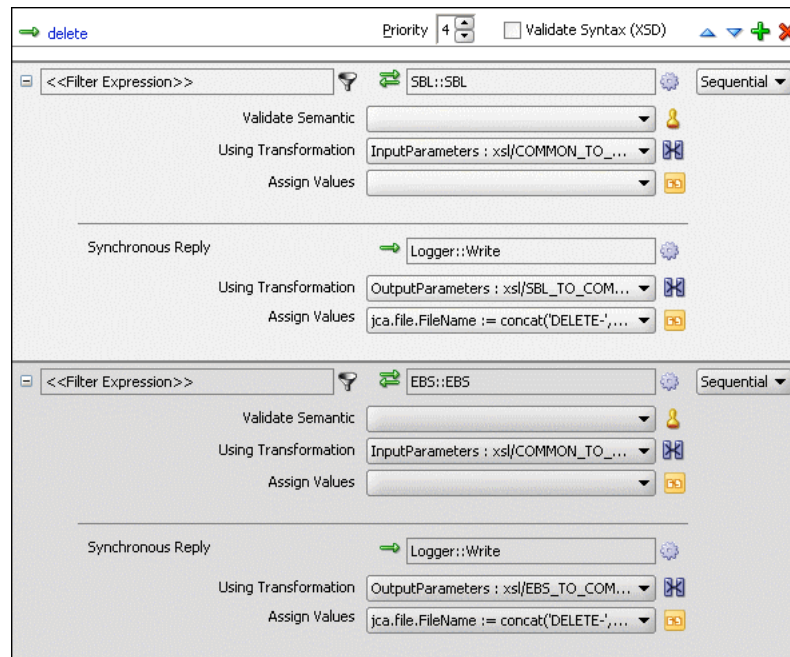 delete Priority 4 Validate Syntax (XSD)
<<Filter Expression>> SBL::SBL Sequential
Validate Semantic
Using Transformation InputParameters : xsl/COMMON_TO_...
Assign Values
Synchronous Reply Logger::Write
Using Transformation OutputParameters : xsl/SBL_TO_COM...
Assign Values jca.file.FileName := concat('DELETE-',...
<<Filter Expression>> EBS::EBS Sequential
Validate Semantic
Using Transformation InputParameters : xsl/COMMON_TO_...
Assign Values
Synchronous Reply Logger::Write
Using Transformation OutputParameters : xsl/EBS_TO_COM...
Assign Values jca.file.FileName := concat('DELETE-',...